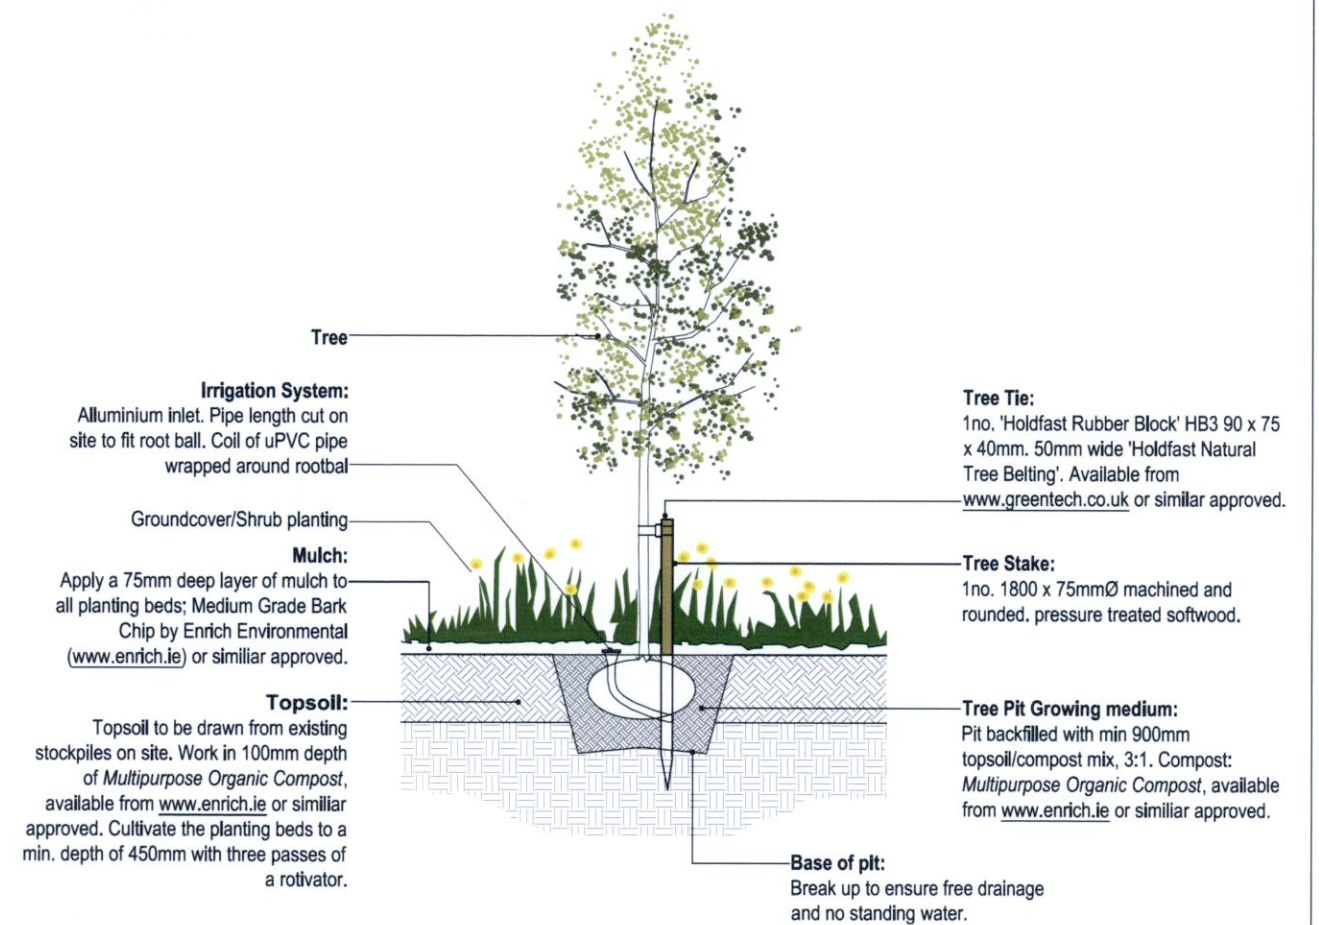 Tree
Irrigation System:
Alluminium inlet. Pipe length cut on
site to fit root ball. Coil of uPVC pipe
wrapped around rootbal
Groundcover/Shrub planting
Mulch:
Apply a 75mm deep layer of mulch to
all planting beds; Medium Grade Bark
Chip by Enrich Environmental
(www.enrich.ie) or similiar approved.
Topsoil:
Topsoil to be drawn from existing
stockpiles on site. Work in 100mm depth
of Multipurpose Organic Compost,
available from www.enrich.ie or similiar
approved. Cultivate the planting beds to a
min. depth of 450mm with three passes of
a rotivator.
Tree Tie:
1no. 'Holdfast Rubber Block' HB3 90 x 75
x 40mm. 50mm wide 'Holdfast Natural
Tree Belting'. Available from
www.greentech.co.uk or similar approved.
Tree Stake:
1no. 1800 x 75mmØ machined and
rounded. pressure treated softwood.
Tree Pit Growing medium:
Pit backfilled with min 900mm
topsoil/compost mix, 3:1. Compost:
Multipurpose Organic Compost, available
from www.enrich.ie or similiar approved.
Base of pit:
Break up to ensure free drainage
and no standing water.